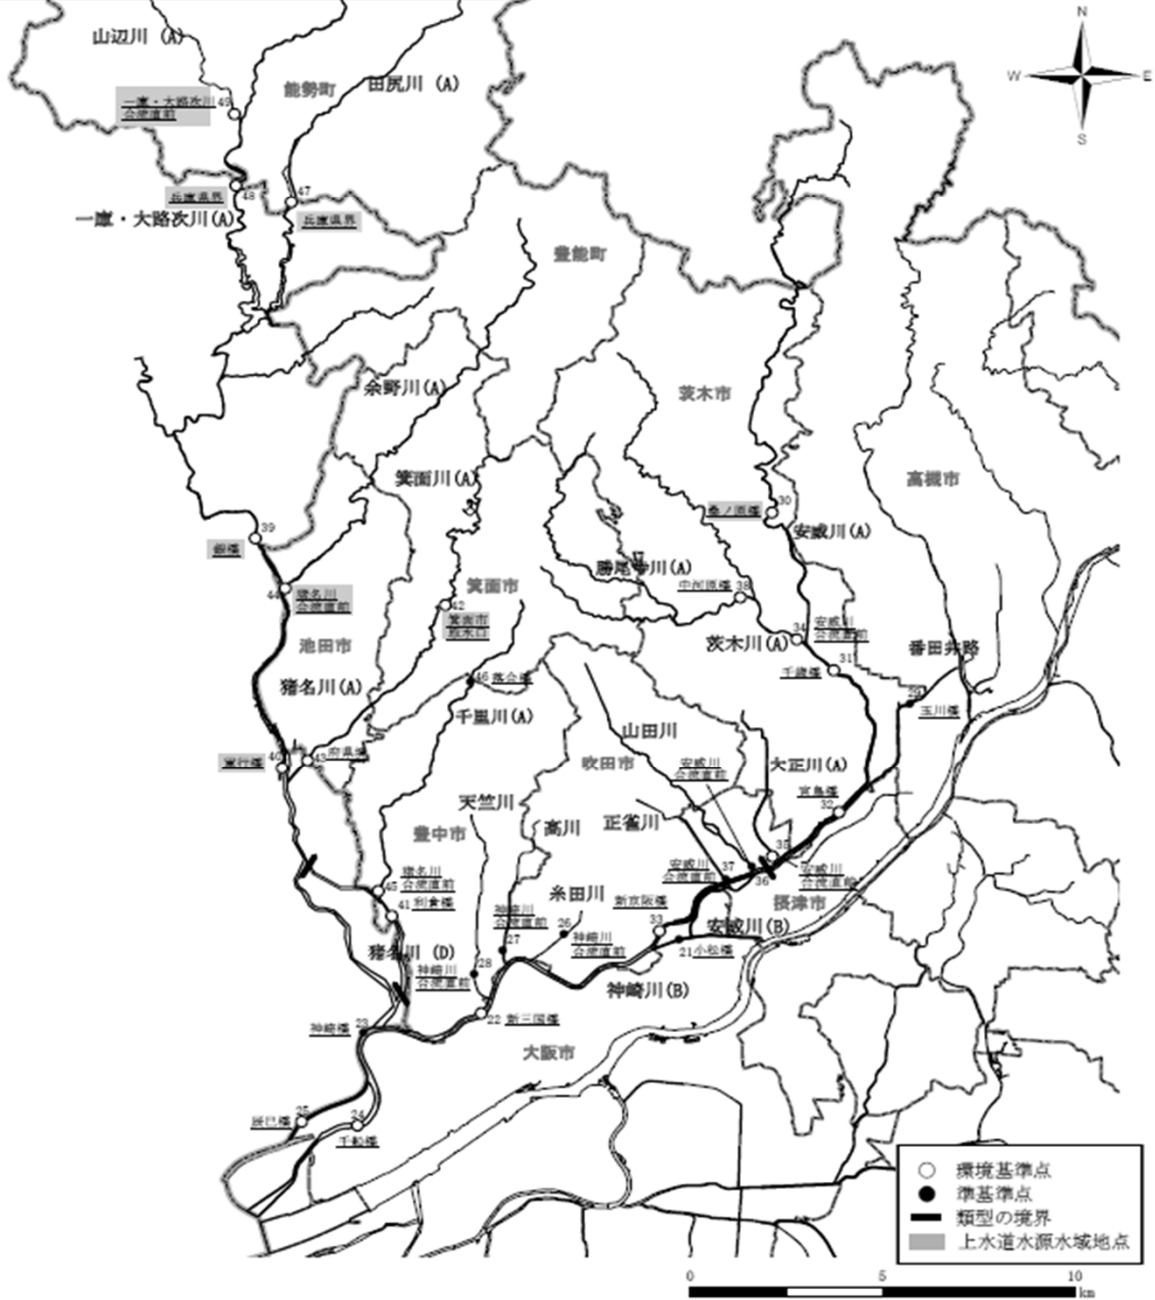 N
W
E
S
山辺川 (A)
能勢町
田尻川 (A)
一庫・大路次川
合流直前
49
兵庫県界
48
47
兵庫県界
一庫・大路次川(A)
豊能町
余野川(A)
茨木市
箕面川(A)
高槻市
桑ノ原橋
30
安威川(A)
39
銀橋
勝尾寺川(A)
箕面市
中河原橋
38
44
猪名川
合流直前
42
箕面市
取水口
池田市
34
安威川
合流直前
茨木川(A)
31
千歳橋
番田井路
猪名川(A)
46
落合橋
29
玉川橋
千里川(A)
山田川
40
軍行橋
43
府県境
吹田市
安威川
合流直前
大正川(A)
宮鳥橋
32
天竺川
豊中市
高川
正雀川
35
安威川
合流直前
猪名川
合流直前
45
安威川
合流直前
37
36
糸田川
41
利倉橋
新京阪橋
摂津市
神崎川
合流直前
26
33
安威川(B)
27
神崎川
合流直前
21
小松橋
猪名川 (D)
神崎川
合流直前
28
神崎川(B)
神崎橋
23
22
新三国橋
大阪市
25
辰巳橋
24
千船橋
環境基準点
準基準点
類型の境界
上水道水源水域地点
0
5
10
km